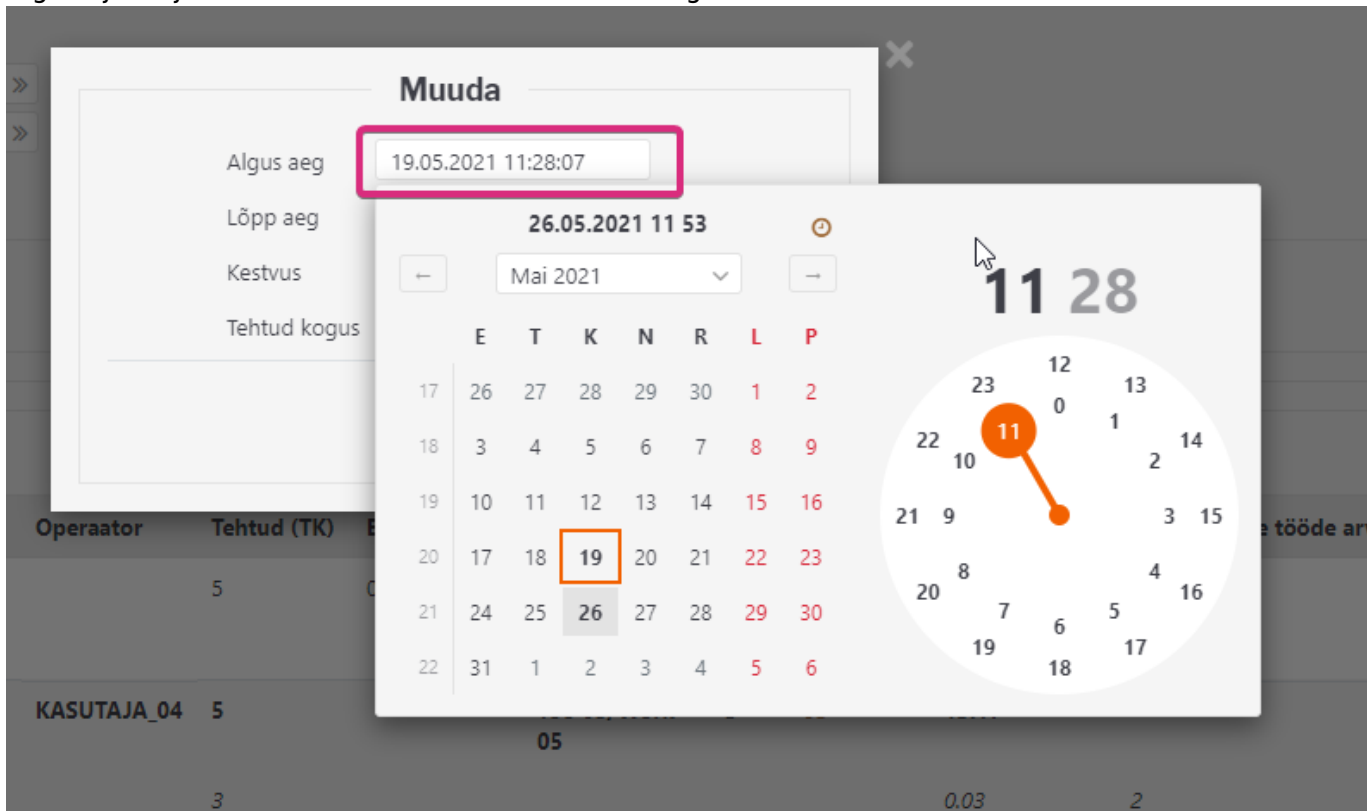 Muuda
Algus aeg 19.05.2021 11:28:07
Lõpp aeg
Kestvus
Tehtud kogus
26.05.2021 11 53
← Mai 2021 →
E T K N R L P
17 26 27 28 29 30 1 2
18 3 4 5 6 7 8 9
19 10 11 12 13 14 15 16
20 17 18 19 20 21 22 23
21 24 25 26 27 28 29 30
22 31 1 2 3 4 5 6
11 28
12
23 13
0
11 1
22 14
10 2
21 9 3 15
8 4
20 16
7 5
6
19 17
18
Operaator Tehtud (TK) tööde
5
KASUTAJA_04 5
05
3 0.03 2